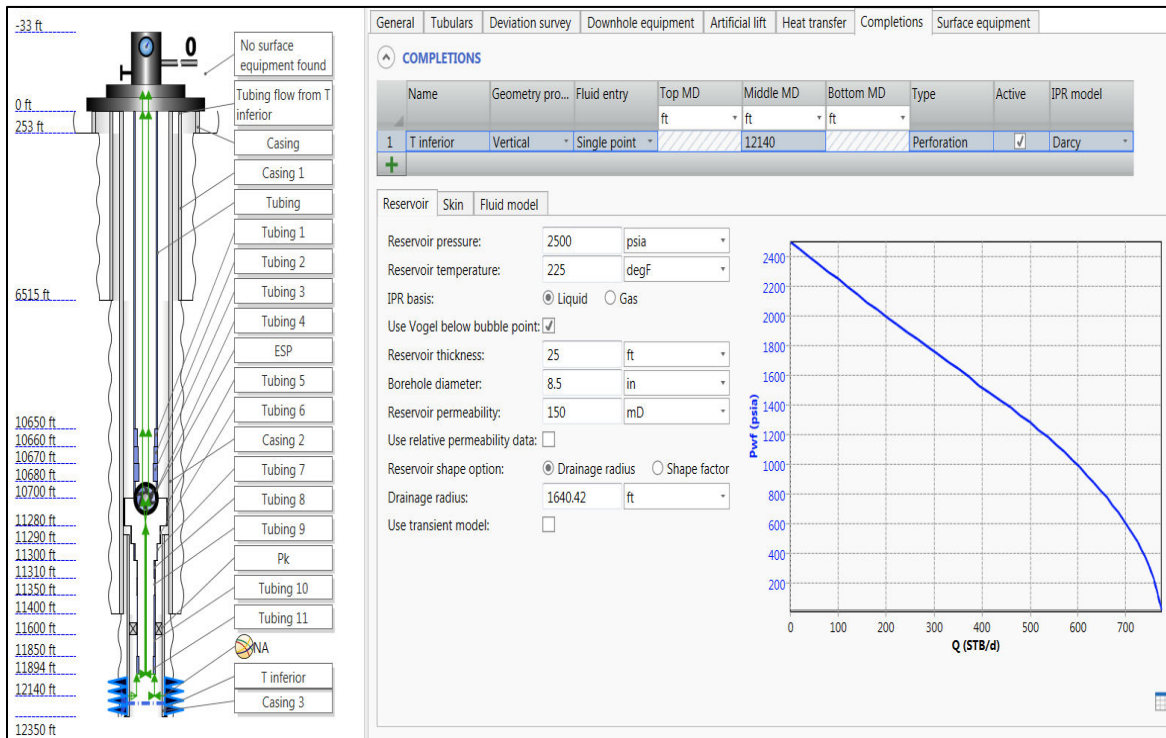 -33 ft
0 ft
253 ft
6515 ft
10650 ft
10660 ft
10670 ft
10680 ft
10700 ft
11280 ft
11290 ft
11300 ft
11310 ft
11350 ft
11400 ft
11600 ft
11850 ft
11894 ft
12140 ft
12350 ft
0
No surface
equipment found
Tubing flow from T
inferior
Casing
Casing 1
Tubing
Tubing 1
Tubing 2
Tubing 3
Tubing 4
ESP
Tubing 5
Tubing 6
Casing 2
Tubing 7
Tubing 8
Tubing 9
Pk
Tubing 10
Tubing 11
NA
T inferior
Casing 3
General Tubulars Deviation survey Downhole equipment Artificial lift Heat transfer Completions Surface equipment
COMPLETIONS
Name Geometry pro... Fluid entry Top MD Middle MD Bottom MD Type Active IPR model
ft ft ft
1 T inferior Vertical Single point 12140 Perforation Darcy
Reservoir Skin Fluid model
Reservoir pressure: 2500 psia
Reservoir temperature: 225 degF
IPR basis: Liquid Gas
Use Vogel below bubble point:
Reservoir thickness: 25 ft
Borehole diameter: 8.5 in
Reservoir permeability: 150 mD
Use relative permeability data:
Reservoir shape option: Drainage radius Shape factor
Drainage radius: 1640.42 ft
Use transient model:
Pwf (psia)
2400
2200
2000
1800
1600
1400
1200
1000
800
600
400
200
0 100 200 300 400 500 600 700
Q (STB/d)